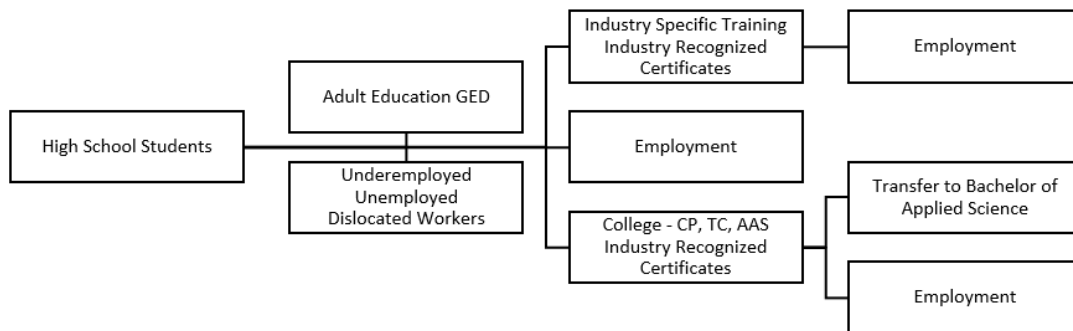 High School Students
Adult Education GED
Underemployed
Unemployed
Dislocated Workers
Industry Specific Training
Industry Recognized
Certificates
Employment
Employment
College - CP, TC, AAS
Industry Recognized
Certificates
Transfer to Bachelor of
Applied Science
Employment